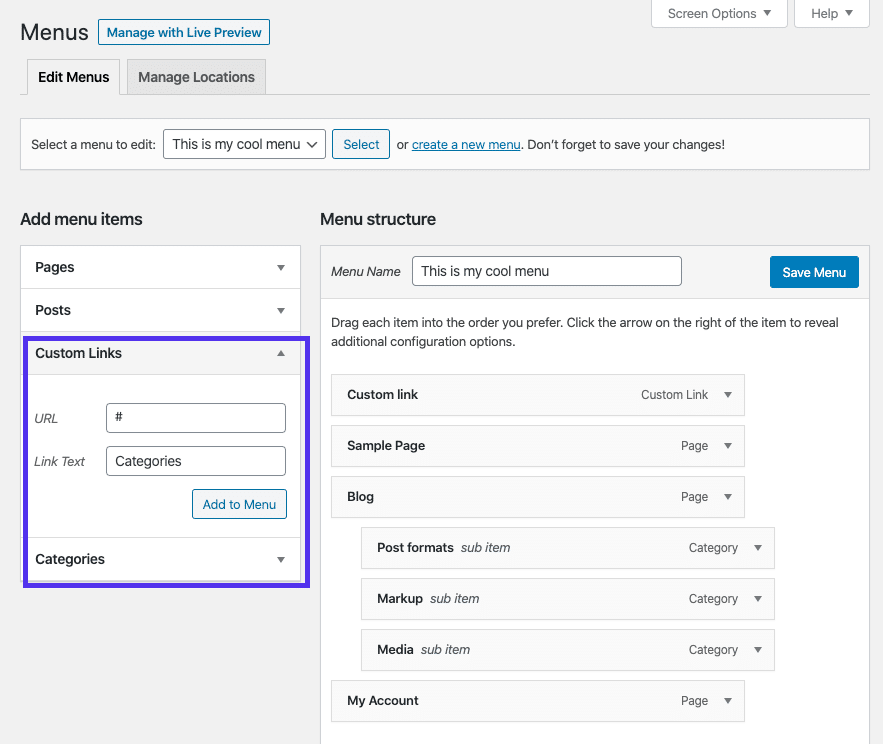 Screen Options Help
Menus Manage with Live Preview
Edit Menus Manage Locations
Select a menu to edit: This is my cool menu Select or create a new menu. Don't forget to save your changes!
Add menu items
Pages
Posts
Custom Links
URL #
Link Text Categories
Add to Menu
Categories
Menu structure
Menu Name This is my cool menu Save Menu
Drag each item into the order you prefer. Click the arrow on the right of the item to reveal
additional configuration options.
Custom link Custom Link
Sample Page Page
Blog Page
Post formats sub item Category
Markup sub item Category
Media sub item Category
My Account Page